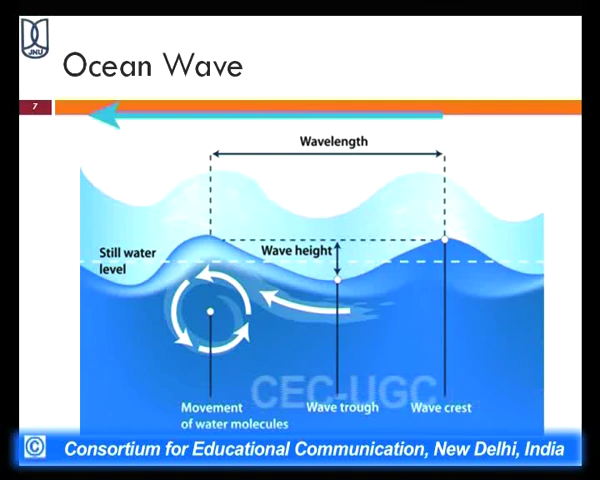 JNU
Ocean Wave
7
Wavelength
Still water
level
Wave height
CEC-UGC
Movement
of water molecules
Wave trough
Wave crest
© Consortium for Educational Communication, New Delhi, India